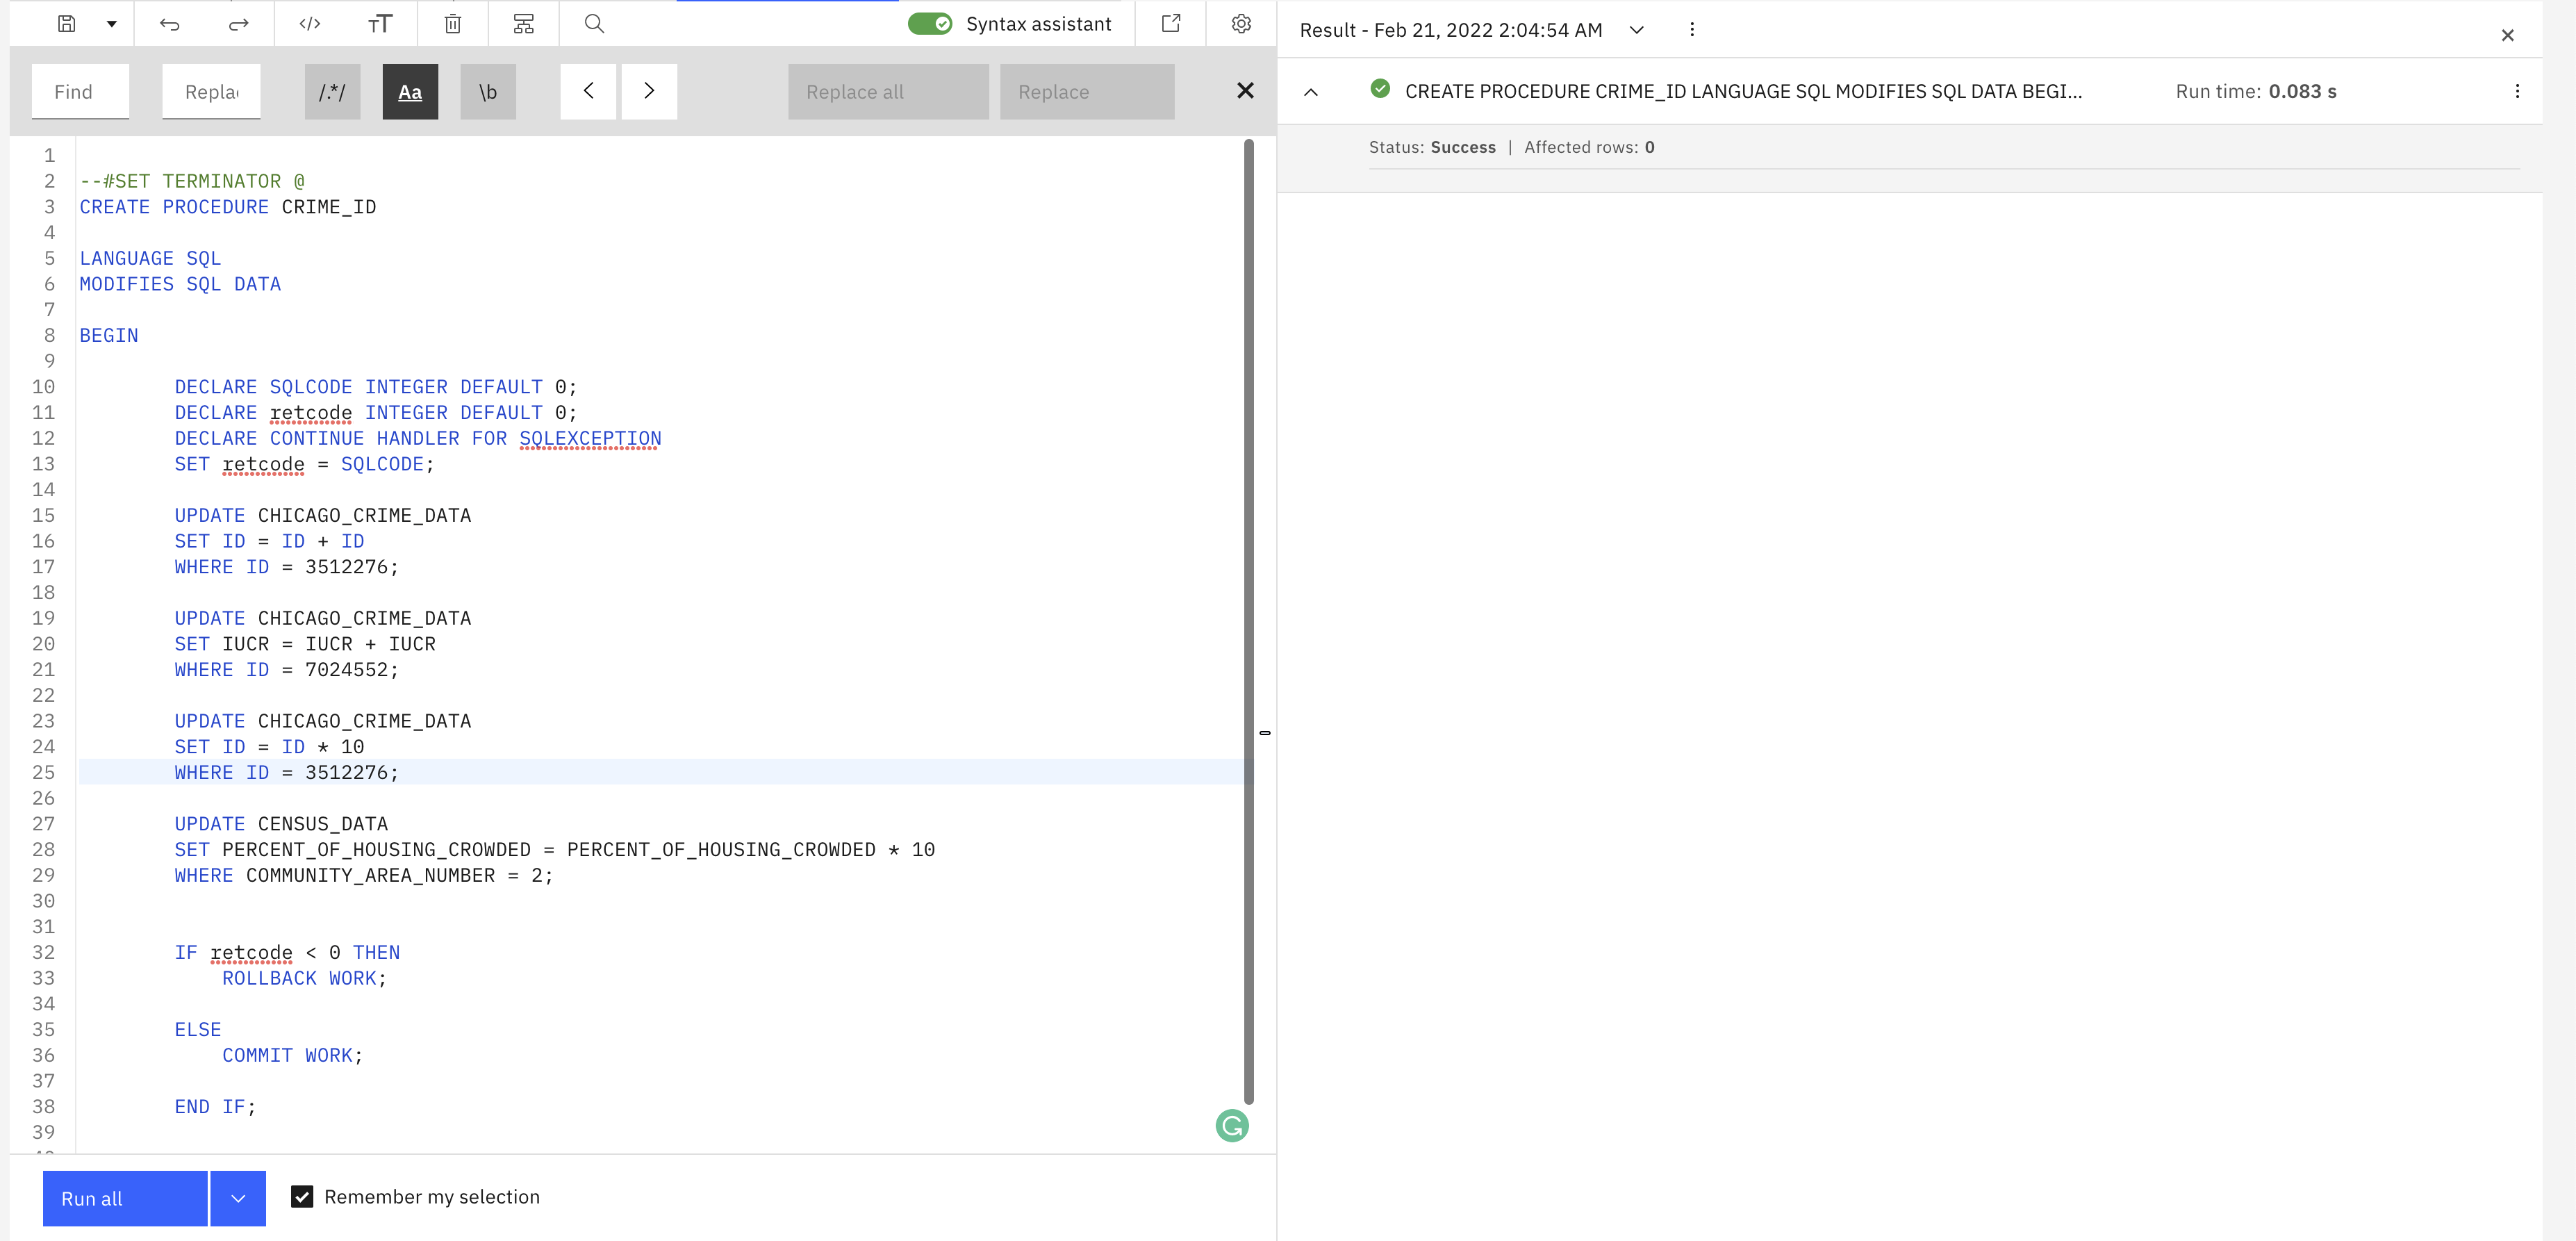 </> TT Syntax assistant
Find Repla /.*/ Aa \b < > Replace all Replace
1
2 --#SET TERMINATOR @
3 CREATE PROCEDURE CRIME_ID
4
5 LANGUAGE SQL
6 MODIFIES SQL DATA
7
8 BEGIN
9
10 DECLARE SQLCODE INTEGER DEFAULT 0;
11 DECLARE retcode INTEGER DEFAULT 0;
12 DECLARE CONTINUE HANDLER FOR SQLEXCEPTION
13 SET retcode = SQLCODE;
14
15 UPDATE CHICAGO_CRIME_DATA
16 SET ID = ID + ID
17 WHERE ID = 3512276;
18
19 UPDATE CHICAGO_CRIME_DATA
20 SET IUCR = IUCR + IUCR
21 WHERE ID = 7024552;
22
23 UPDATE CHICAGO_CRIME_DATA
24 SET ID = ID * 10
25 WHERE ID = 3512276;
26
27 UPDATE CENSUS_DATA
28 SET PERCENT_OF_HOUSING_CROWDED = PERCENT_OF_HOUSING_CROWDED * 10
29 WHERE COMMUNITY_AREA_NUMBER = 2;
30
31
32 IF retcode < 0 THEN
33 ROLLBACK WORK;
34
35 ELSE
36 COMMIT WORK;
37
38 END IF;
39
Run all Remember my selection
Result - Feb 21, 2022 2:04:54 AM
CREATE PROCEDURE CRIME_ID LANGUAGE SQL MODIFIES SQL DATA BEGI... Run time: 0.083 s
Status: Success | Affected rows: 0